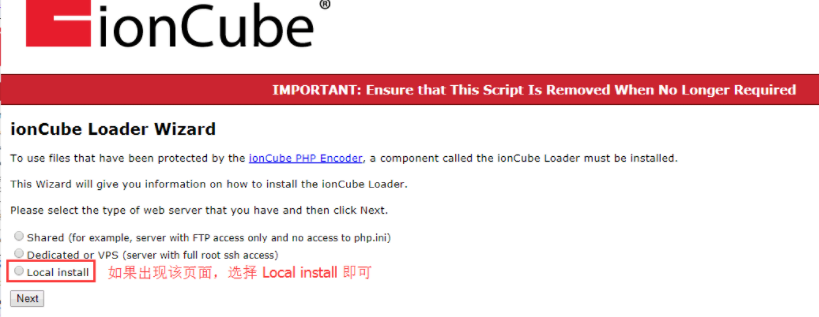 ionCube®
IMPORTANT: Ensure that This Script Is Removed When No Longer Required
ionCube Loader Wizard
To use files that have been protected by the ionCube PHP Encoder, a component called the ionCube Loader must be installed.
This Wizard will give you information on how to install the ionCube Loader.
Please select the type of web server that you have and then click Next.
Shared (for example, server with FTP access only and no access to php.ini)
Dedicated or VPS (server with full root ssh access)
Local install 如果出现该页面，选择 Local install 即可
Next